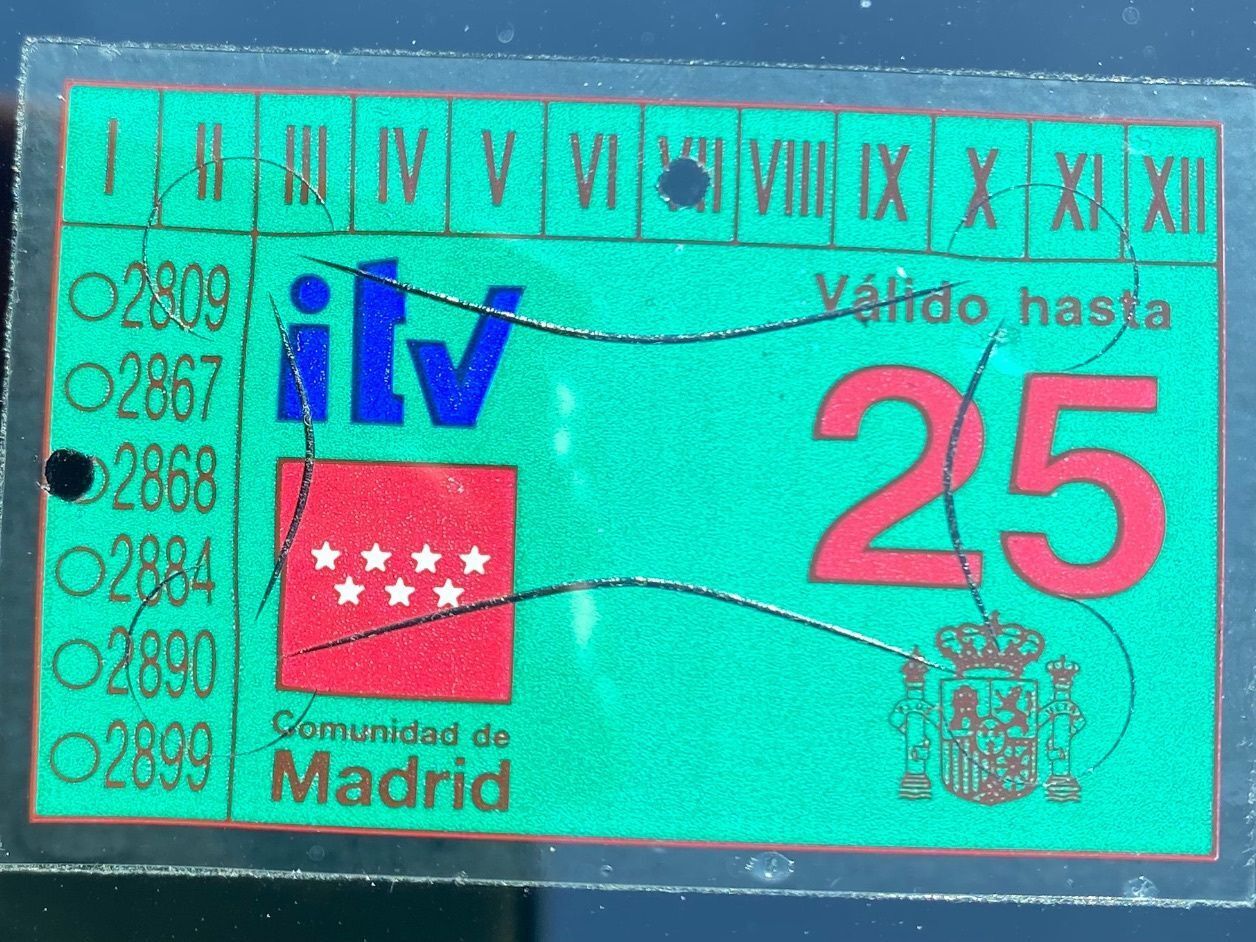 I II III IV V VI VII VIII IX X XI XII
2809
2867
2868
2884
2890
2899
itv
Comunidad de
Madrid
Válido hasta
25